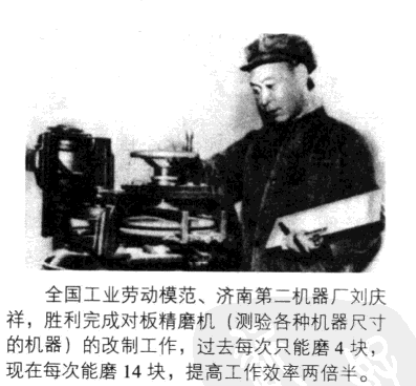 全国工业劳动模范、济南第二机器厂刘庆
祥，胜利完成对板精磨机（测验各种机器尺寸
的机器）的改制工作，过去每次只能磨 4 块，
现在每次能磨 14 块，提高工作效率两倍半。